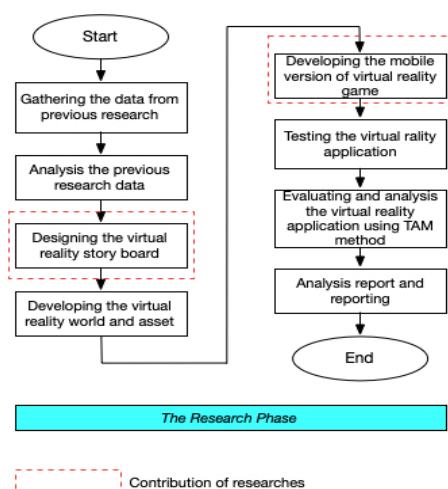 Start
Gathering the data from
previous research
Analysis the previous
research data
Designing the virtual
reality story board
Developing the virtual
reality world and asset
Developing the mobile
version of virtual reality
game
Testing the virtual rality
application
Evaluating and analysis
the virtual reality
application using TAM
method
Analysis report and
reporting
End
The Research Phase
Contribution of researches